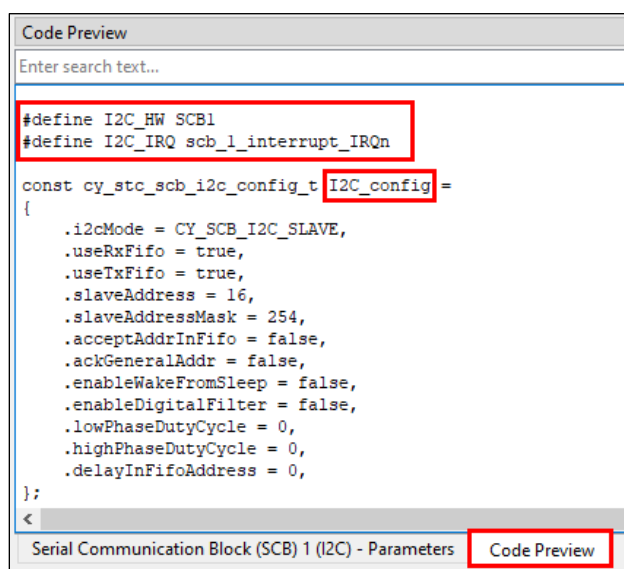 Code Preview
Enter search text...
#define I2C_HW SCB1
#define I2C_IRQ scb_1_interrupt_IRQn
const cy_stc_scb_i2c_config_t I2C_config =
{
    .i2cMode = CY_SCB_I2C_SLAVE,
    .useRxFifo = true,
    .useTxFifo = true,
    .slaveAddress = 16,
    .slaveAddressMask = 254,
    .acceptAddrInFifo = false,
    .ackGeneralAddr = false,
    .enableWakeFromSleep = false,
    .enableDigitalFilter = false,
    .lowPhaseDutyCycle = 0,
    .highPhaseDutyCycle = 0,
    .delayInFifoAddress = 0,
};
Serial Communication Block (SCB) 1 (I2C) - Parameters Code Preview